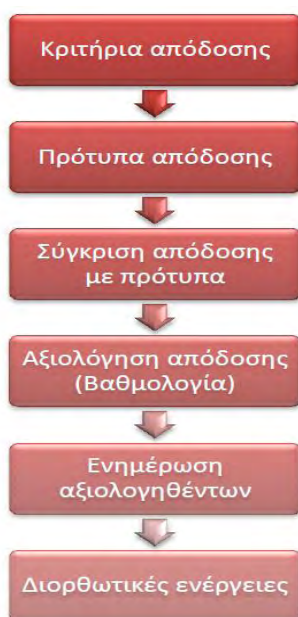 Κριτήρια απόδοσης
Πρότυπα απόδοσης
Σύγκριση απόδοσης
με πρότυπα
Αξιολόγηση απόδοσης
(Βαθμολογία)
Ενημέρωση
αξιολογηθέντων
Διορθωτικές ενέργειες